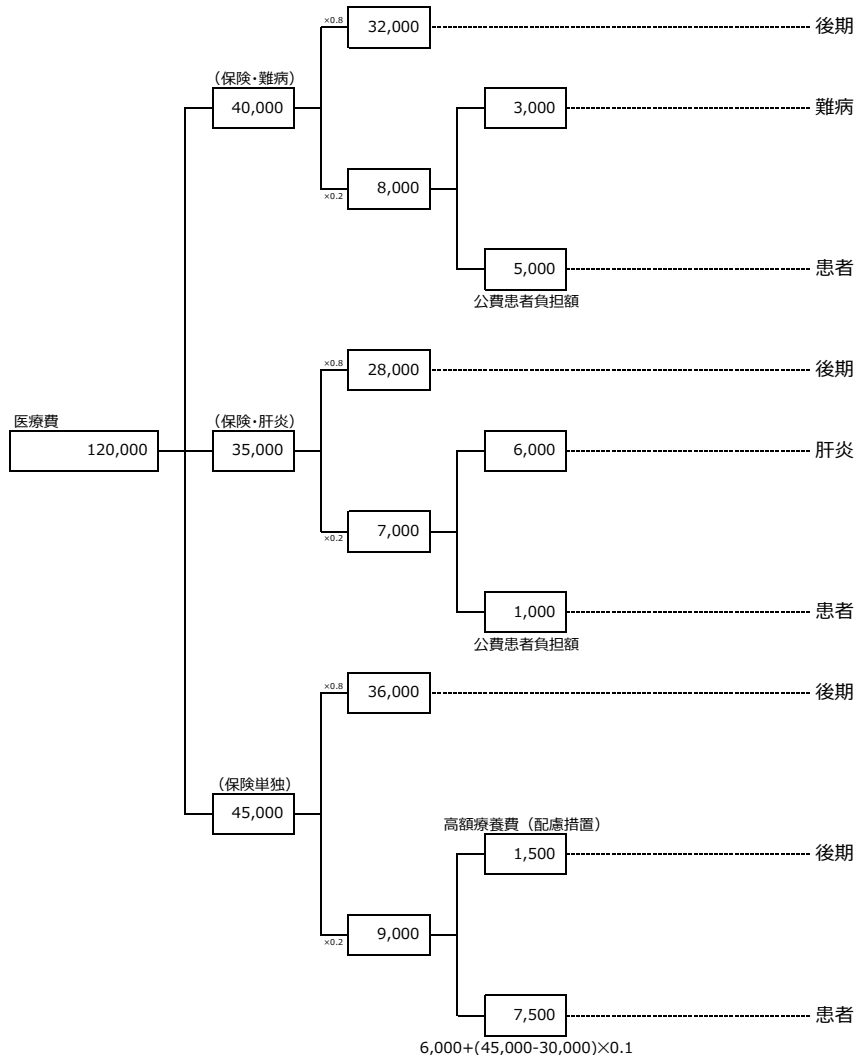 ×0.8
32,000
後期
(保険・難病)
40,000
3,000
難病
8,000
×0.2
5,000
患者
公費患者負担額
×0.8
28,000
後期
医療費
120,000
(保険・肝炎)
35,000
6,000
肝炎
7,000
×0.2
1,000
患者
公費患者負担額
×0.8
36,000
後期
(保険単独)
45,000
高額療養費(配慮措置)
1,500
後期
9,000
×0.2
7,500
患者
6,000+(45,000-30,000)×0.1